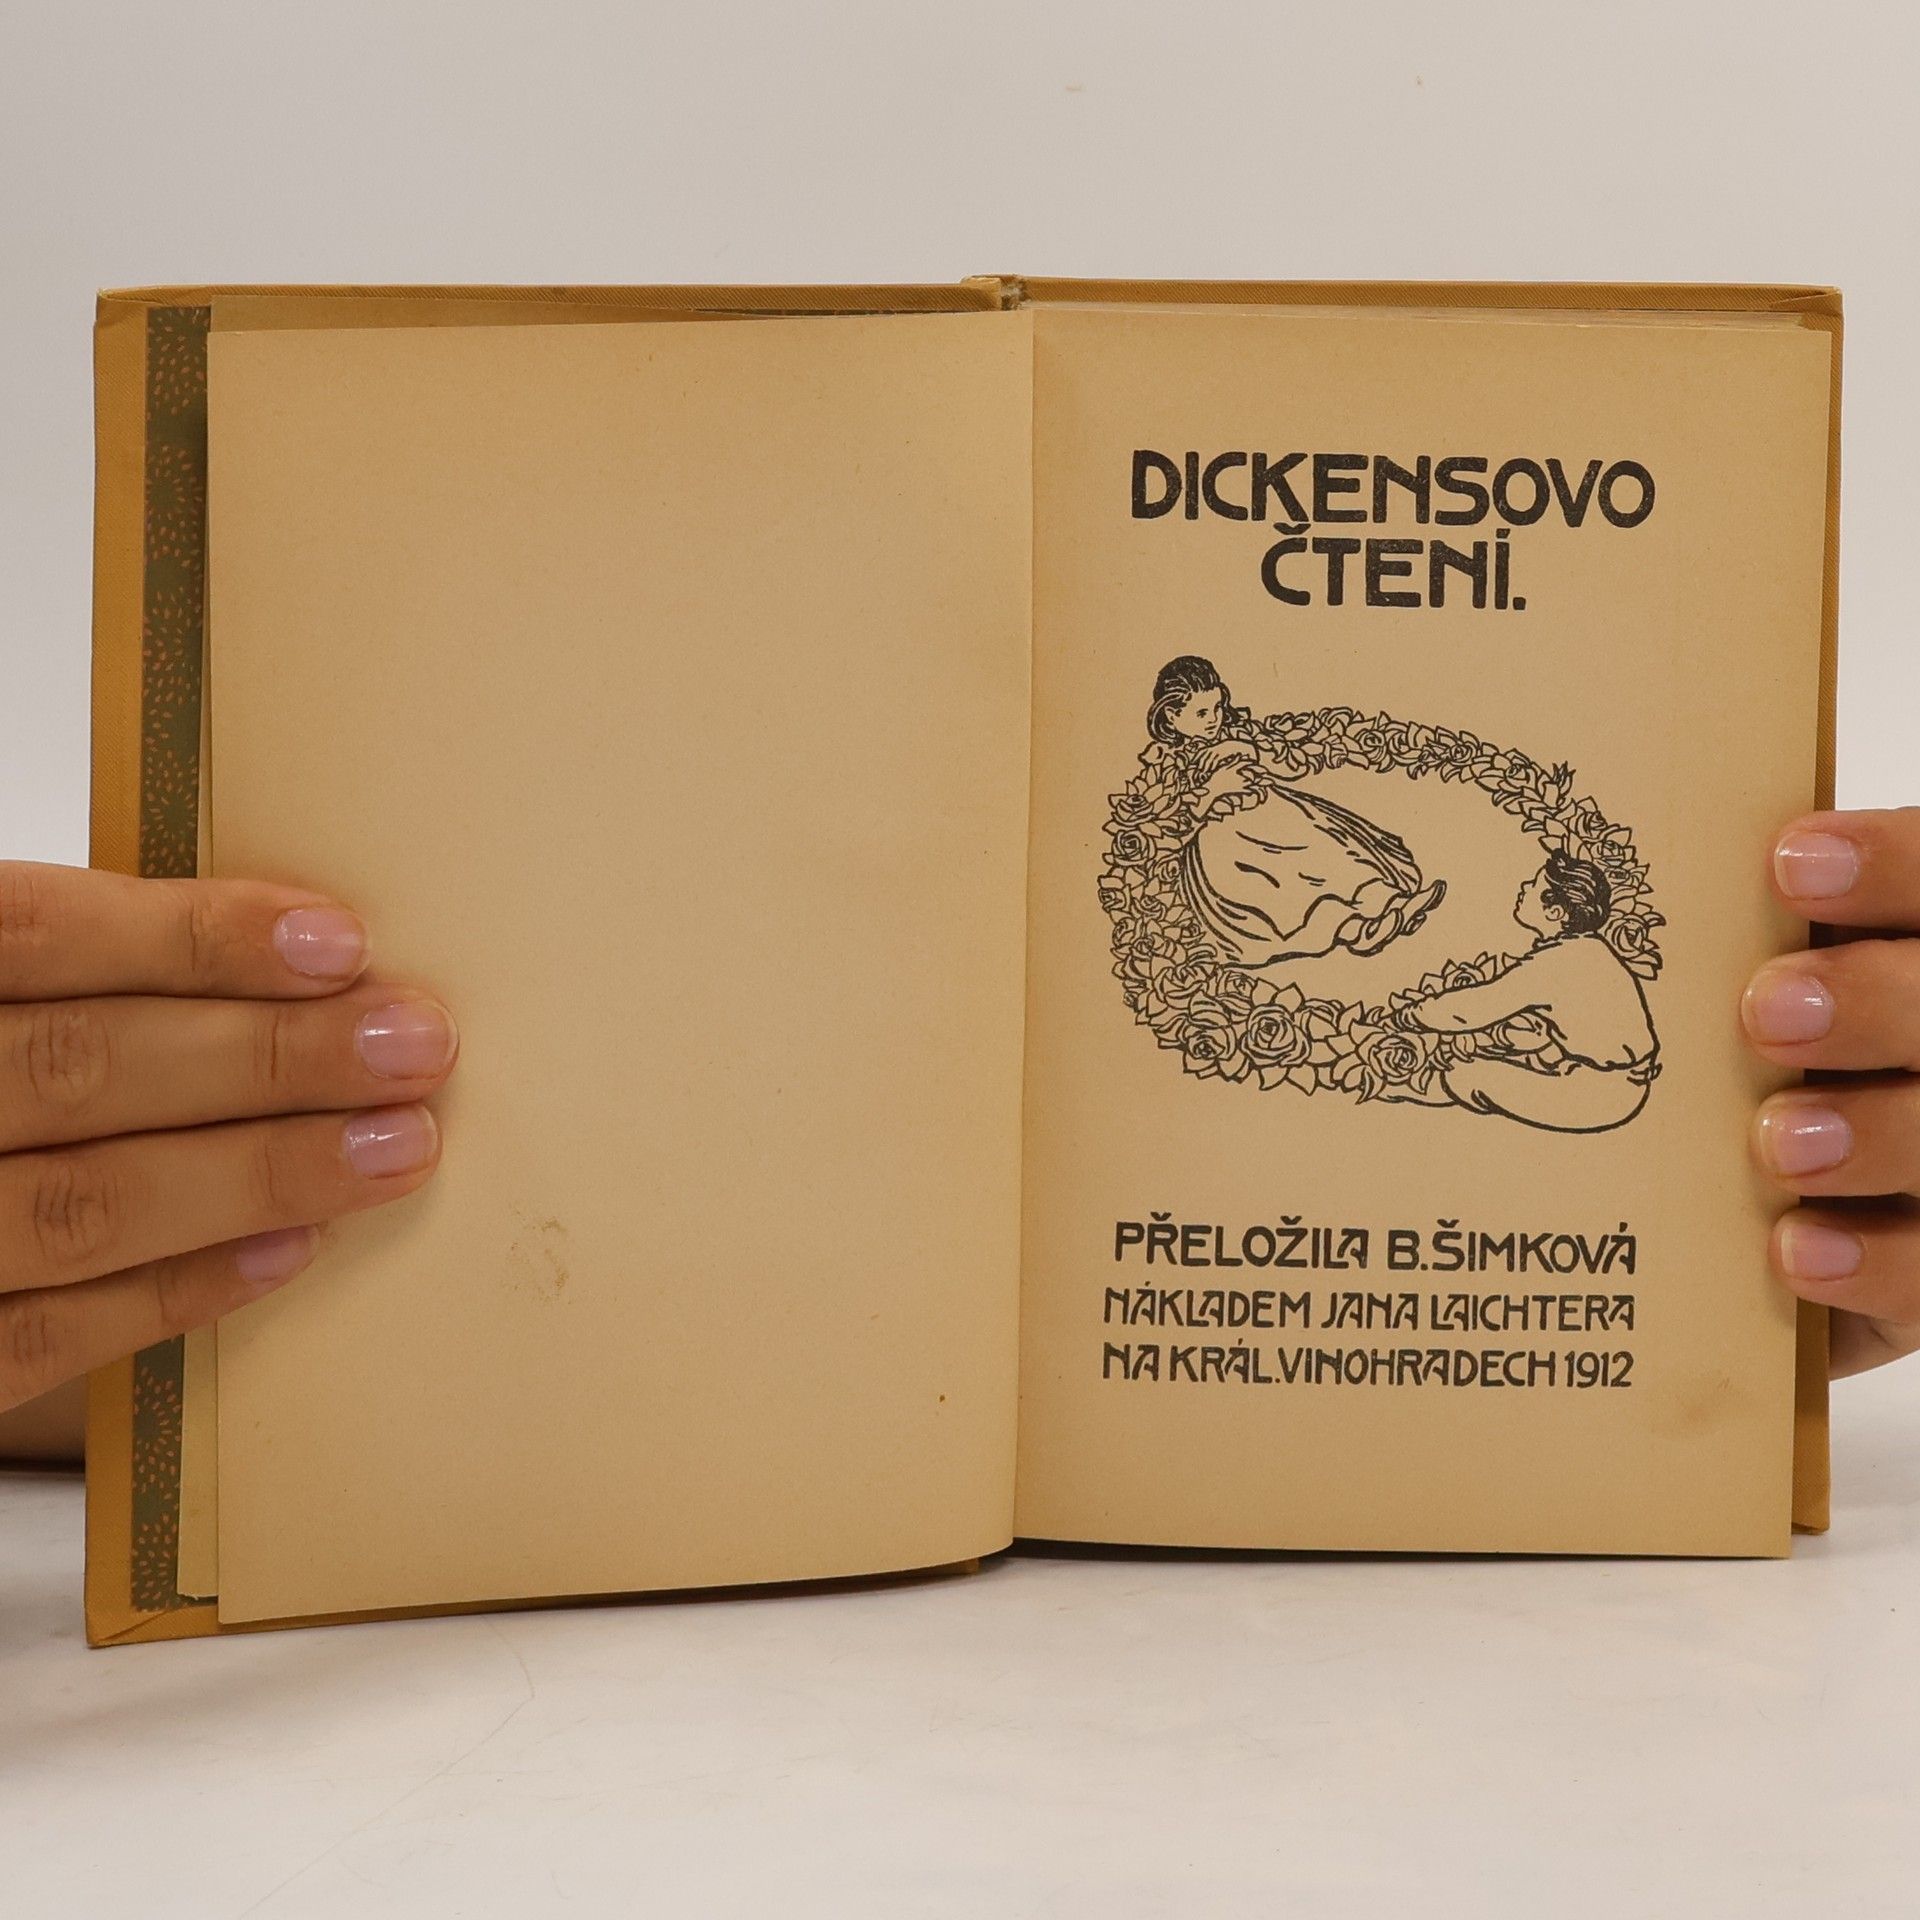 DICKENSOVO
ČTENÍ.
PŘELOŽILA B. ŠIMKOVÁ
NÁKLADEM JANA LAICHTERA
NA KRÁL. VINOHRADECH 1912